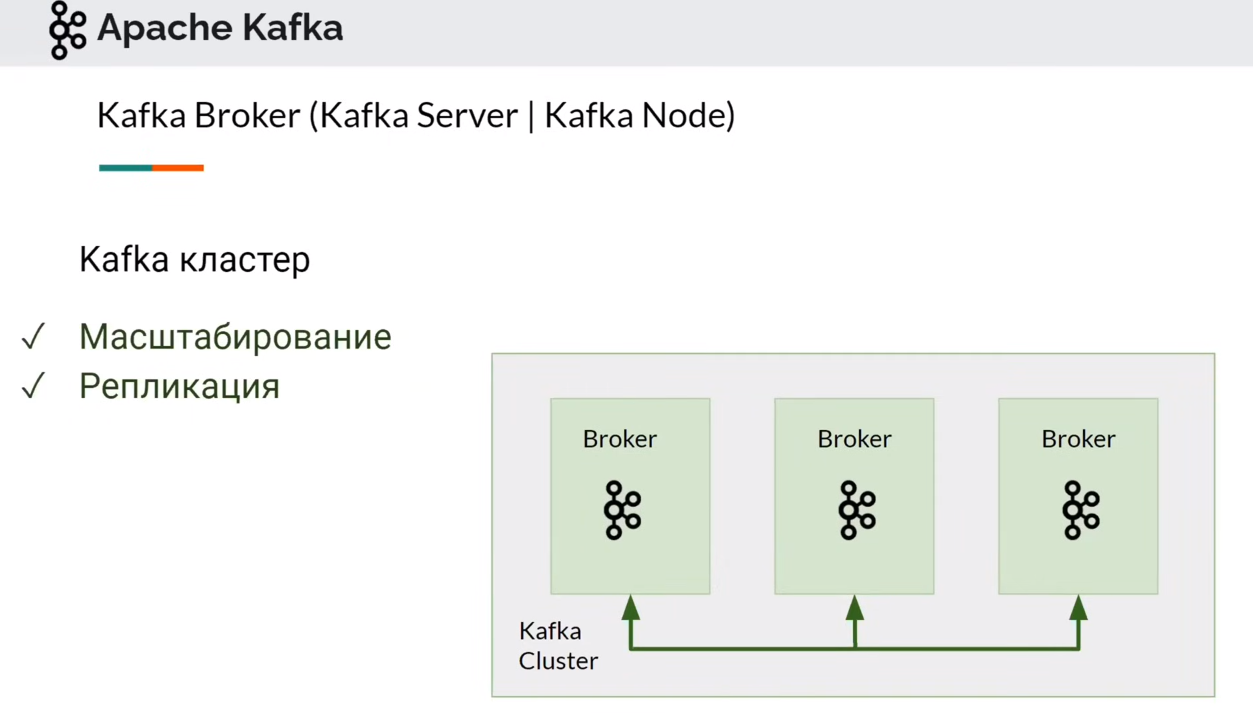 Apache Kafka
Kafka Broker (Kafka Server | Kafka Node)
Kafka кластер
✓ Масштабирование
✓ Репликация
Broker
Broker
Broker
Kafka
Cluster